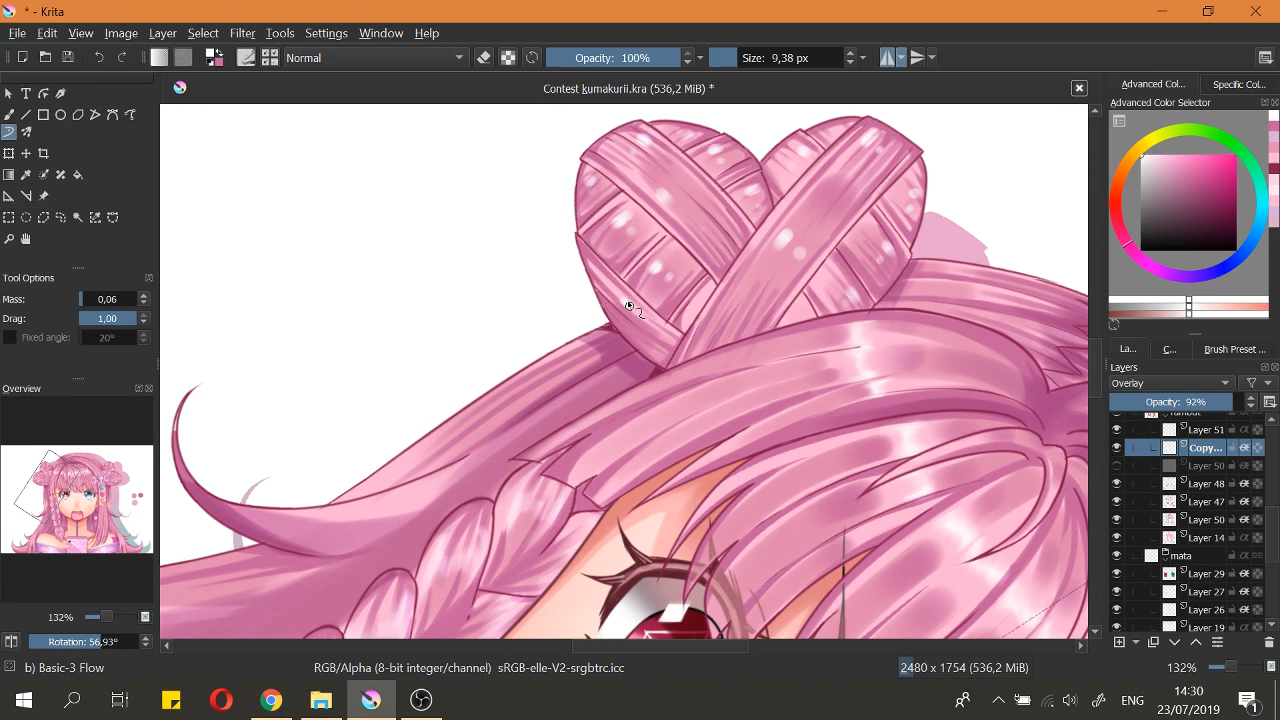 * - Krita
File Edit View Image Layer Select Filter Tools Settings Window Help
Normal Opacity: 100% Size: 9,38 px
Contest kumakurii.kra (536,2 MiB) *
Advanced Col... Specific Col...
Advanced Color Selector
Tool Options
Mass: 0,06
Drag: 1,00
Fixed angle: 20°
Overview
132%
Rotation: 56,93°
La... C... Brush Preset ...
Layers
Overlay
Opacity: 92%
Layer 51
Copy...
Layer 50
Layer 48
Layer 47
Layer 50
Layer 14
mata
Layer 29
Layer 27
Layer 26
Layer 19
b) Basic-3 Flow RGB/Alpha (8-bit integer/channel) sRGB-elle-V2-srgbtrc.icc 2480 x 1754 (536,2 MiB) 132%
ENG 14:30
23/07/2019
1